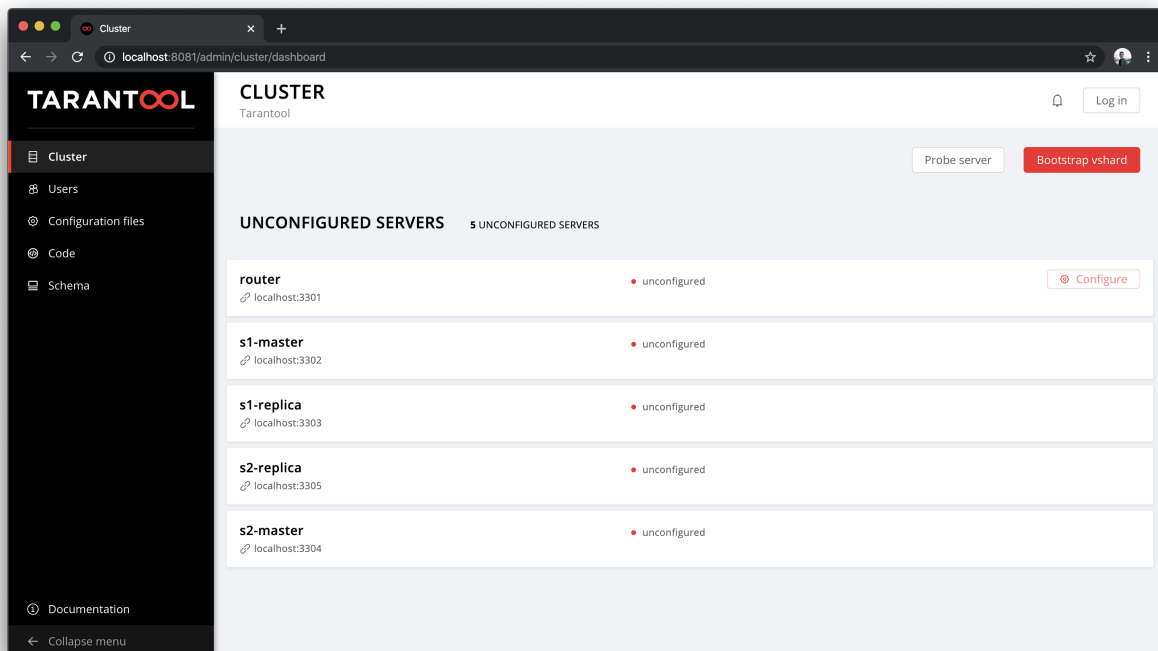 Cluster
localhost:8081/admin/cluster/dashboard
TARANTOOL
Cluster
Users
Configuration files
Code
Schema
Documentation
Collapse menu
CLUSTER
Tarantool
Log in
Probe server
Bootstrap vshard
UNCONFIGURED SERVERS 5 UNCONFIGURED SERVERS
router
localhost:3301
unconfigured
Configure
s1-master
localhost:3302
unconfigured
s1-replica
localhost:3303
unconfigured
s2-replica
localhost:3305
unconfigured
s2-master
localhost:3304
unconfigured